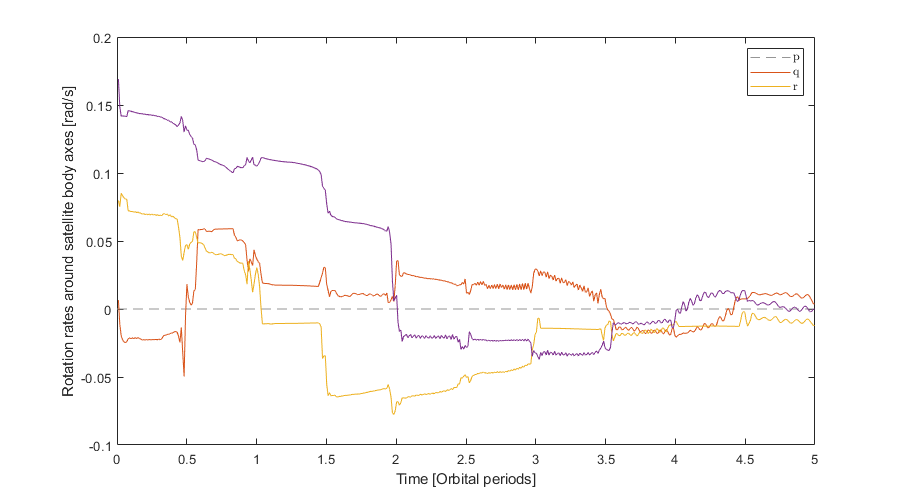 0.2
0.15
0.1
0.05
0
-0.05
-0.1
Rotation rates around satellite body axes [rad/s]
p
q
r
0 0.5 1 1.5 2 2.5 3 3.5 4 4.5 5
Time [Orbital periods]